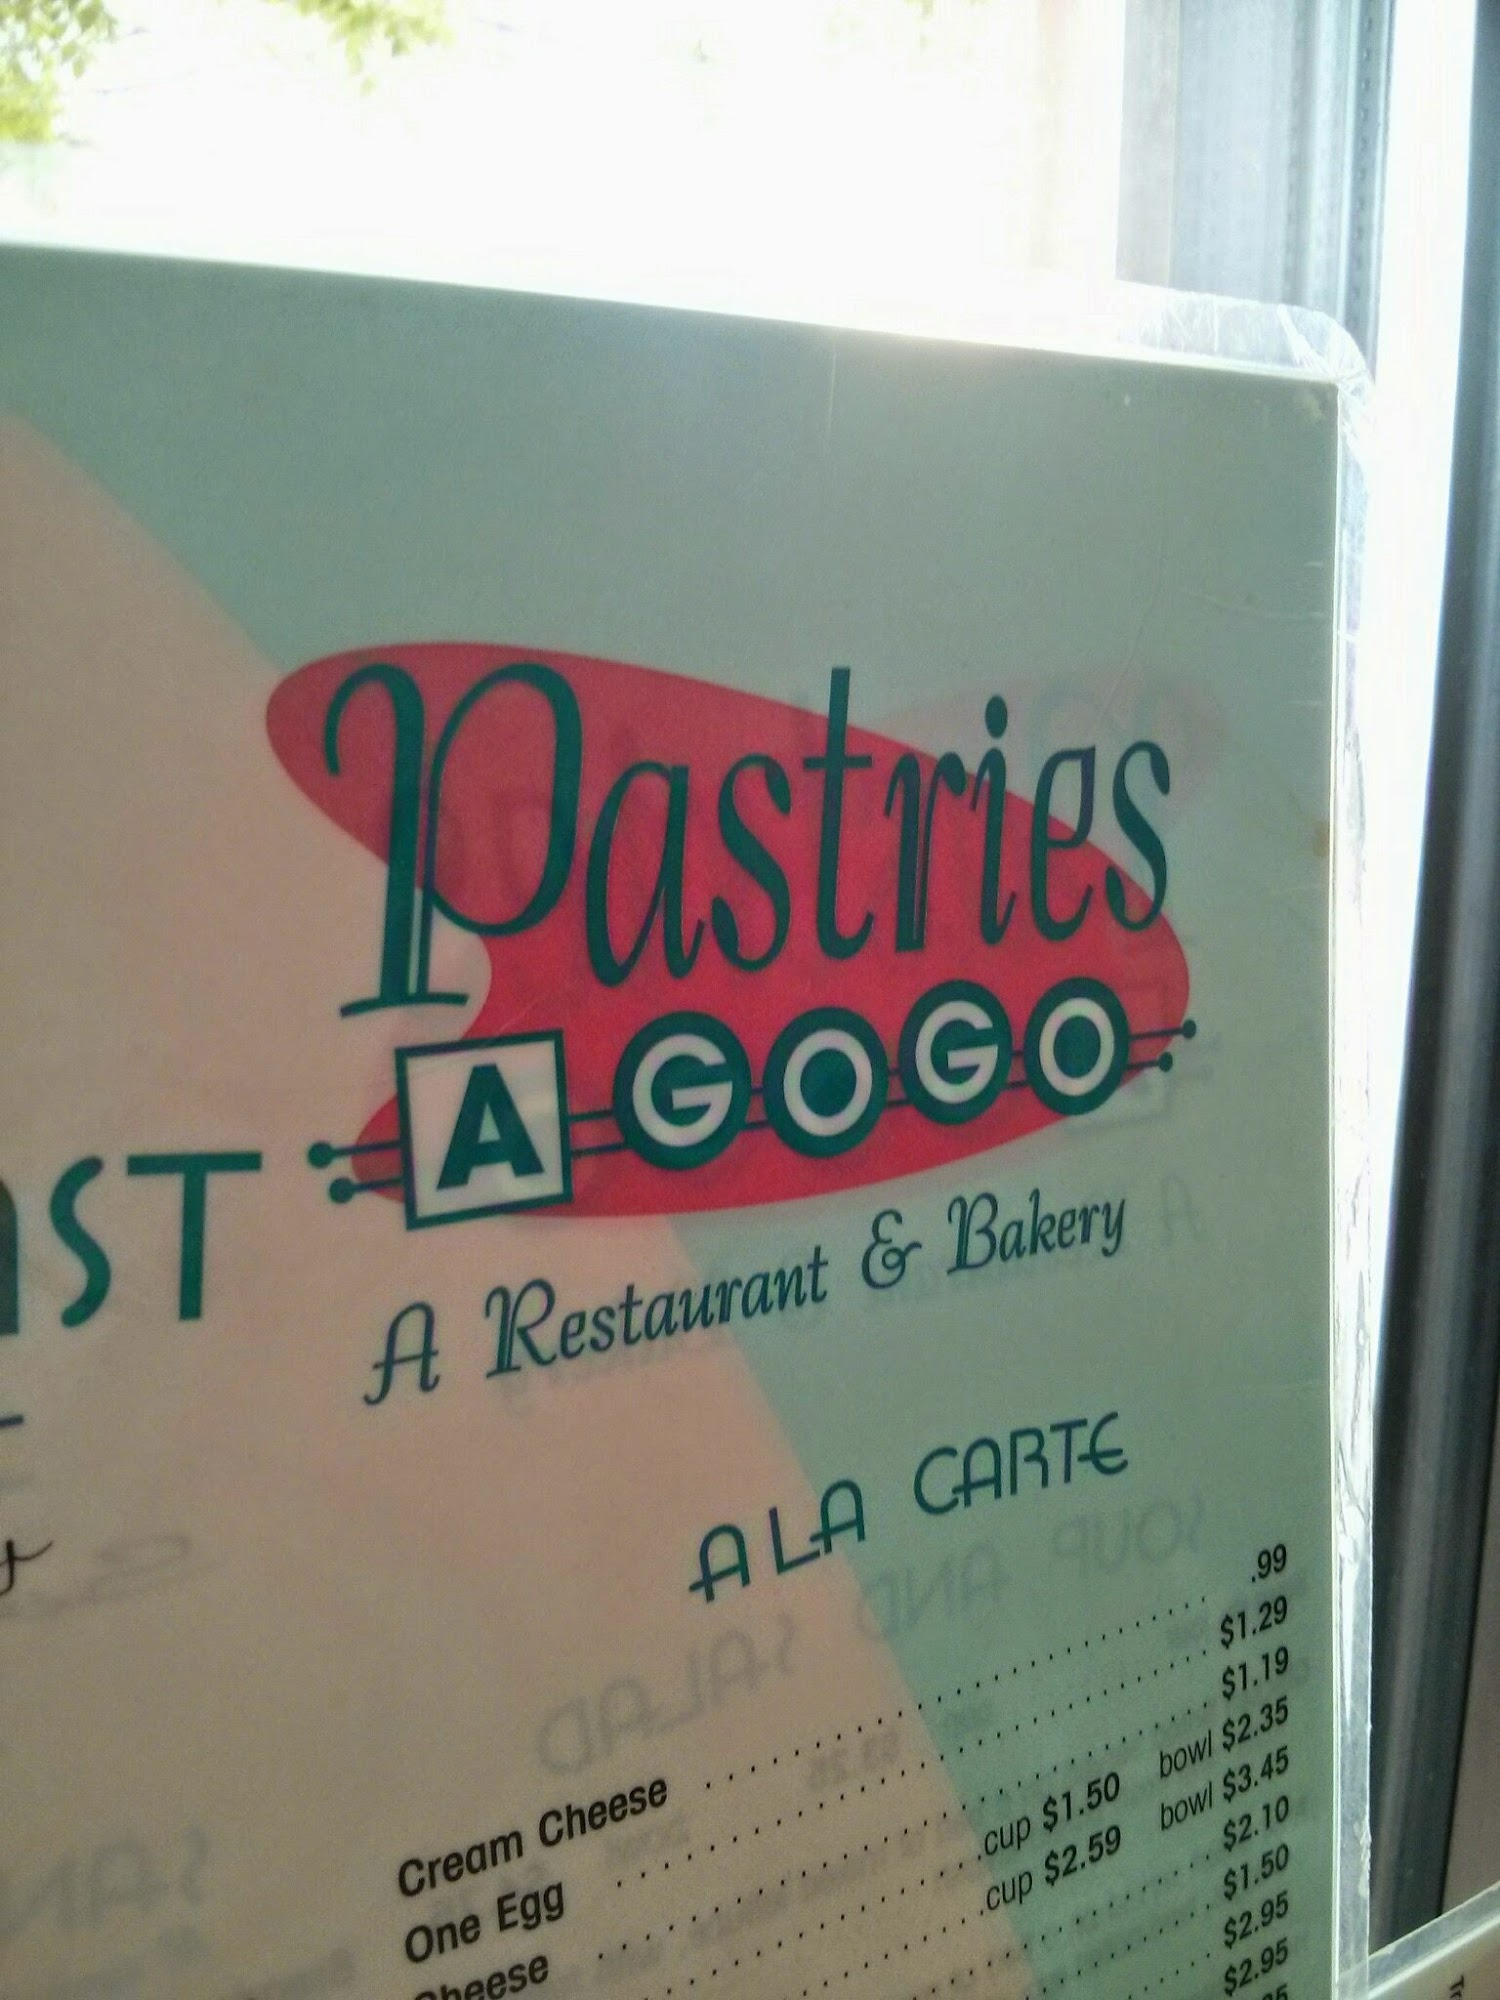 Pastries
A GOGO
A Restaurant & Bakery
A LA CARTE
Cream Cheese .99
One Egg $1.29
Cheese $1.19
cup $1.50 bowl $2.35
cup $2.59 bowl $3.45
$2.10
$1.50
$2.95
$2.95